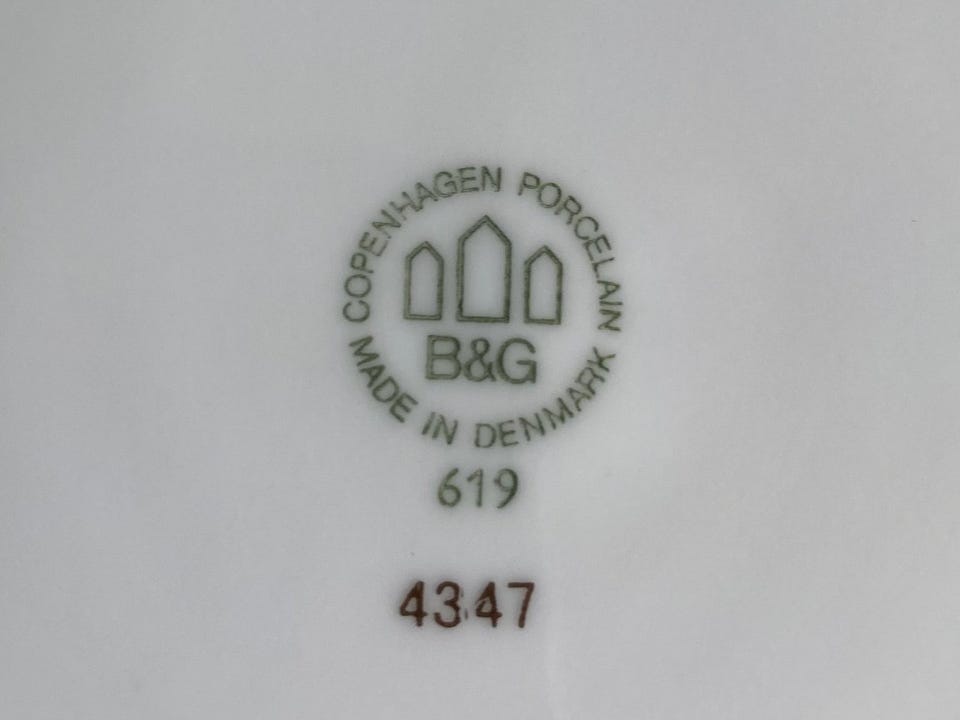 COPENHAGEN PORCELAIN
B&G
MADE IN DENMARK
619
4347